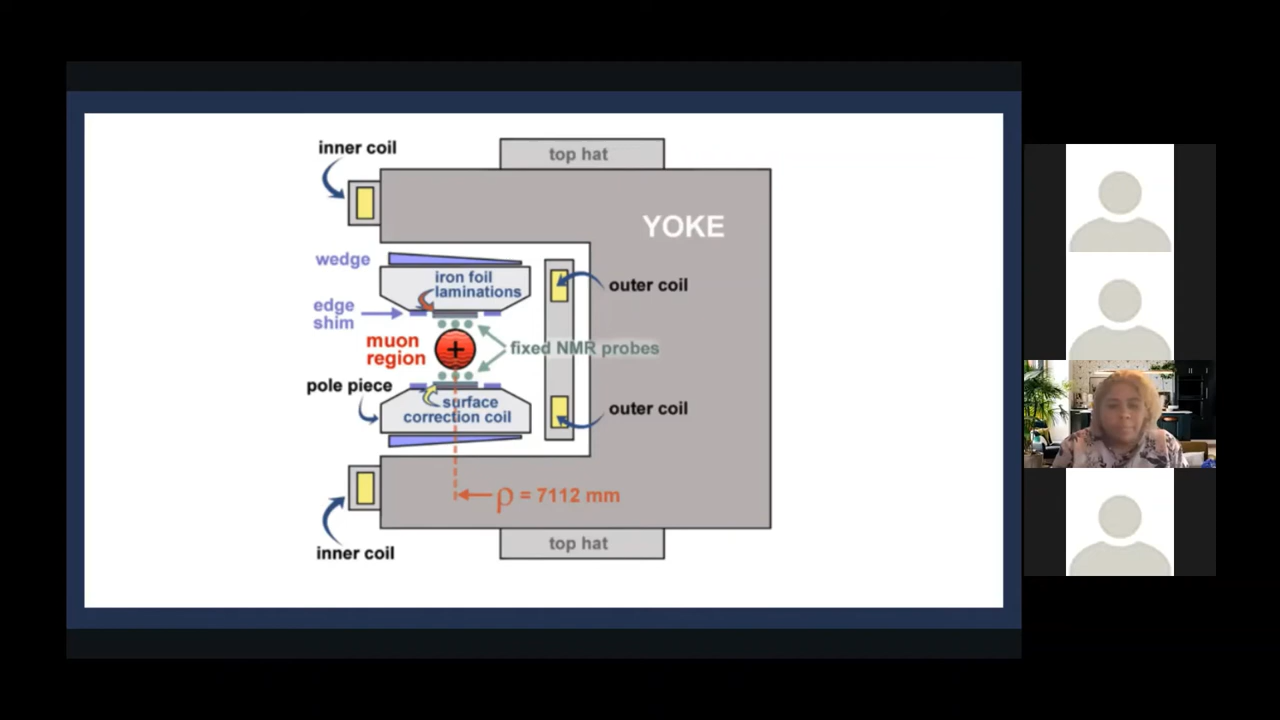 inner coil
top hat
YOKE
wedge
iron foil
laminations
outer coil
edge
shim
muon
region
+
fixed NMR probes
pole piece
surface
correction coil
outer coil
ρ = 7112 mm
inner coil
top hat